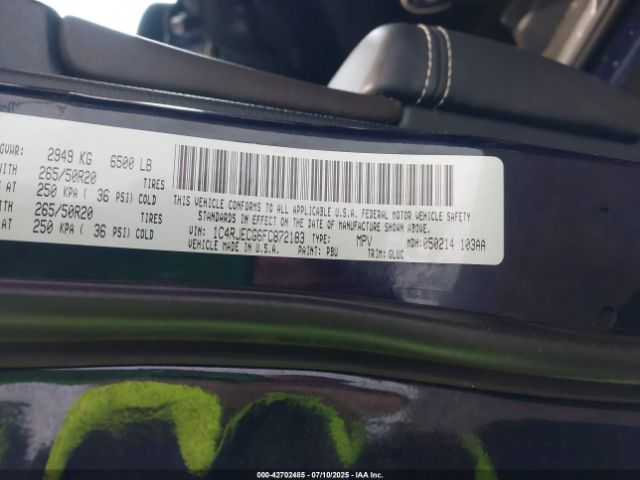 GVWR: 2949 KG 6500 LB
WITH 265/50R20 TIRES
AT 250 KPA ( 36 PSI) COLD
WITH 265/50R20 TIRES
AT 250 KPA ( 36 PSI) COLD
THIS VEHICLE CONFORMS TO ALL APPLICABLE U.S.A. FEDERAL MOTOR VEHICLE SAFETY
STANDARDS IN EFFECT ON THE DATE OF MANUFACTURE SHOWN ABOVE.
VIN: 1C4RJECG6FC872183 TYPE: MPV MDH: 050214 103AA
VEHICLE MADE IN U.S.A. PAINT: PBU TRIM: GLUC
000-42702485 - 07/10/2025 - IAA Inc.